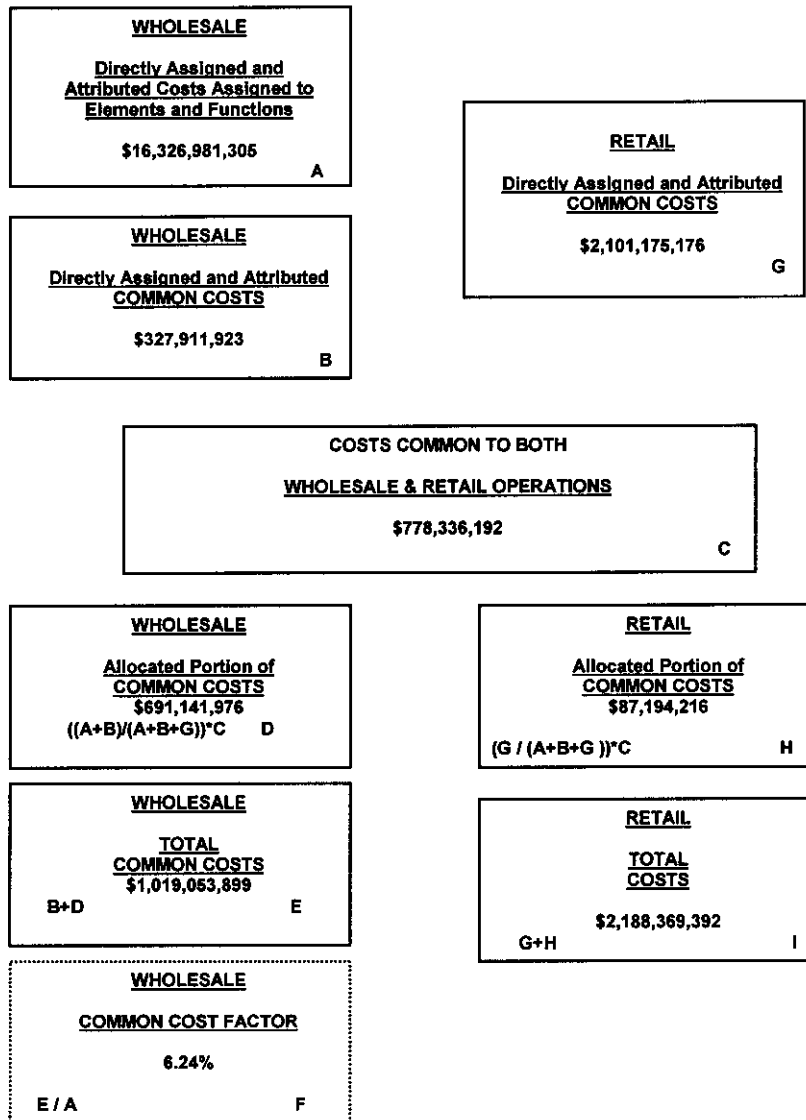 WHOLESALE
Directly Assigned and
Attributed Costs Assigned to
Elements and Functions
$16,326,981,305
A
RETAIL
Directly Assigned and Attributed
COMMON COSTS
$2,101,175,176
G
WHOLESALE
Directly Assigned and Attributed
COMMON COSTS
$327,911,923
B
COSTS COMMON TO BOTH
WHOLESALE & RETAIL OPERATIONS
$778,336,192
C
WHOLESALE
Allocated Portion of
COMMON COSTS
$691,141,976
((A+B)/(A+B+G))*C D
RETAIL
Allocated Portion of
COMMON COSTS
$87,194,216
(G / (A+B+G ))*C H
WHOLESALE
TOTAL
COMMON COSTS
$1,019,053,899
B+D E
RETAIL
TOTAL
COSTS
$2,188,369,392
G+H I
WHOLESALE
COMMON COST FACTOR
6.24%
E / A F